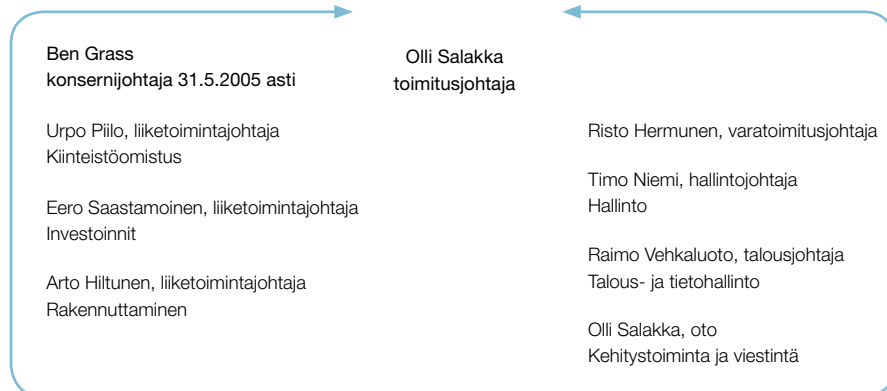 Ben Grass
konsernijohtaja 31.5.2005 asti
Olli Salakka
toimitusjohtaja
Urpo Piilo, liiketoimintajohtaja
Kiinteistöomistus
Eero Saastamoinen, liiketoimintajohtaja
Investoinnit
Arto Hiltunen, liiketoimintajohtaja
Rakennuttaminen
Risto Hermunen, varatoimitusjohtaja
Timo Niemi, hallintojohtaja
Hallinto
Raimo Vehkaluoto, talousjohtaja
Talous- ja tietohallinto
Olli Salakka, oto
Kehitystoiminta ja viestintä